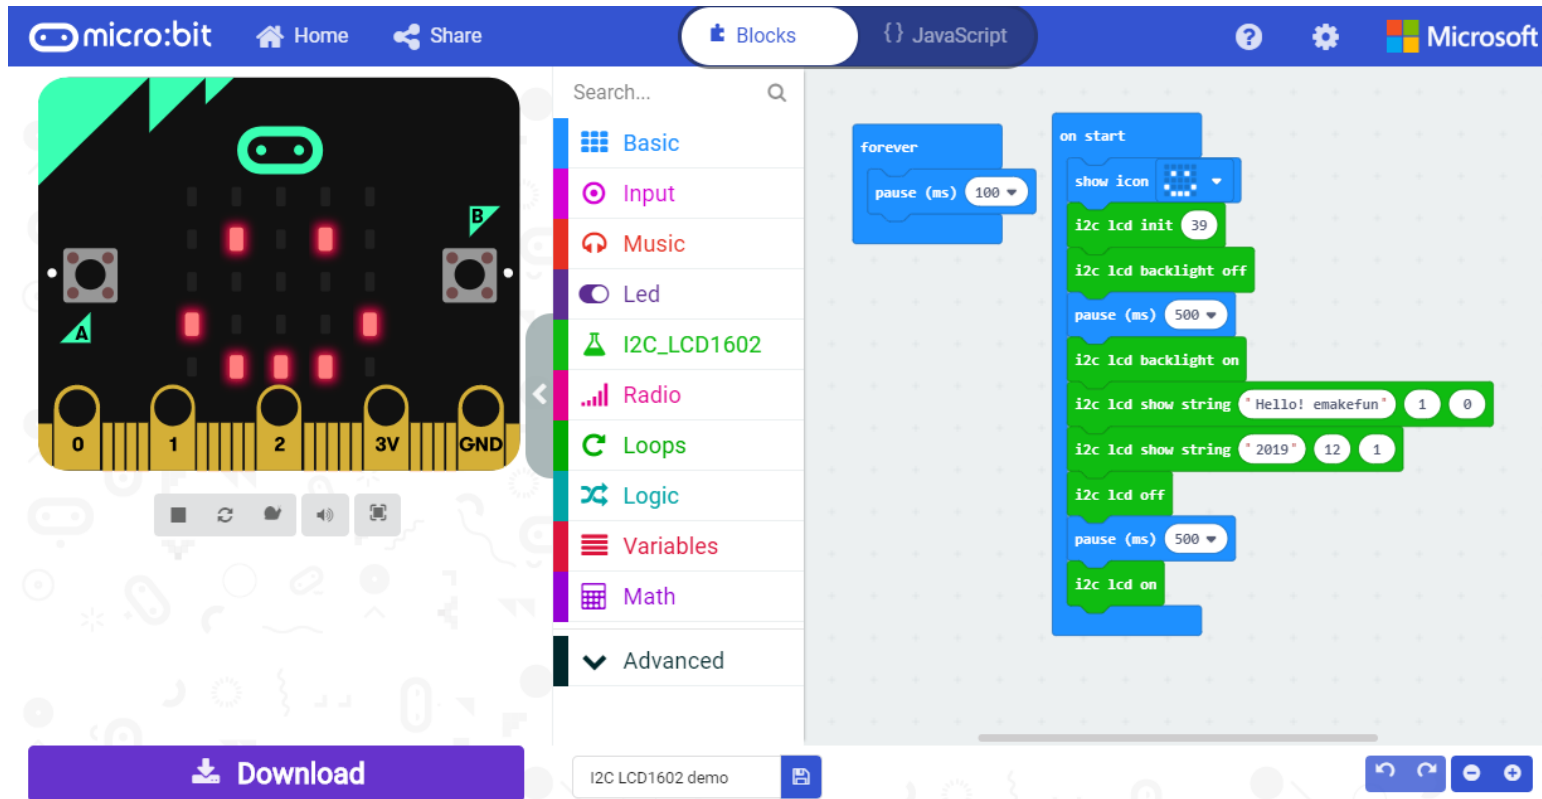 micro:bit Home Share Blocks {} JavaScript ? Microsoft
B
A
0 1 2 3V GND
Download
Search...
Basic
Input
Music
Led
I2C_LCD1602
Radio
Loops
Logic
Variables
Math
Advanced
I2C LCD1602 demo
forever
pause (ms) 100
on start
show icon
i2c lcd init 39
i2c lcd backlight off
pause (ms) 500
i2c lcd backlight on
i2c lcd show string "Hello! emakefun" 1 0
i2c lcd show string "2019" 12 1
i2c lcd off
pause (ms) 500
i2c lcd on